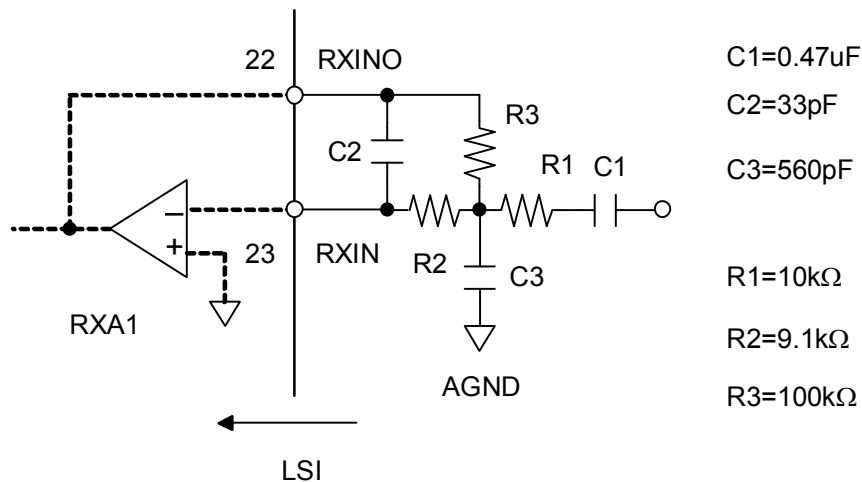 22 RXINO
C1=0.47uF
C2=33pF
R3
C2
R1 C1
C3=560pF
−
+
23 RXIN
R2
C3
R1=10kΩ
RXA1
R2=9.1kΩ
AGND
R3=100kΩ
LSI